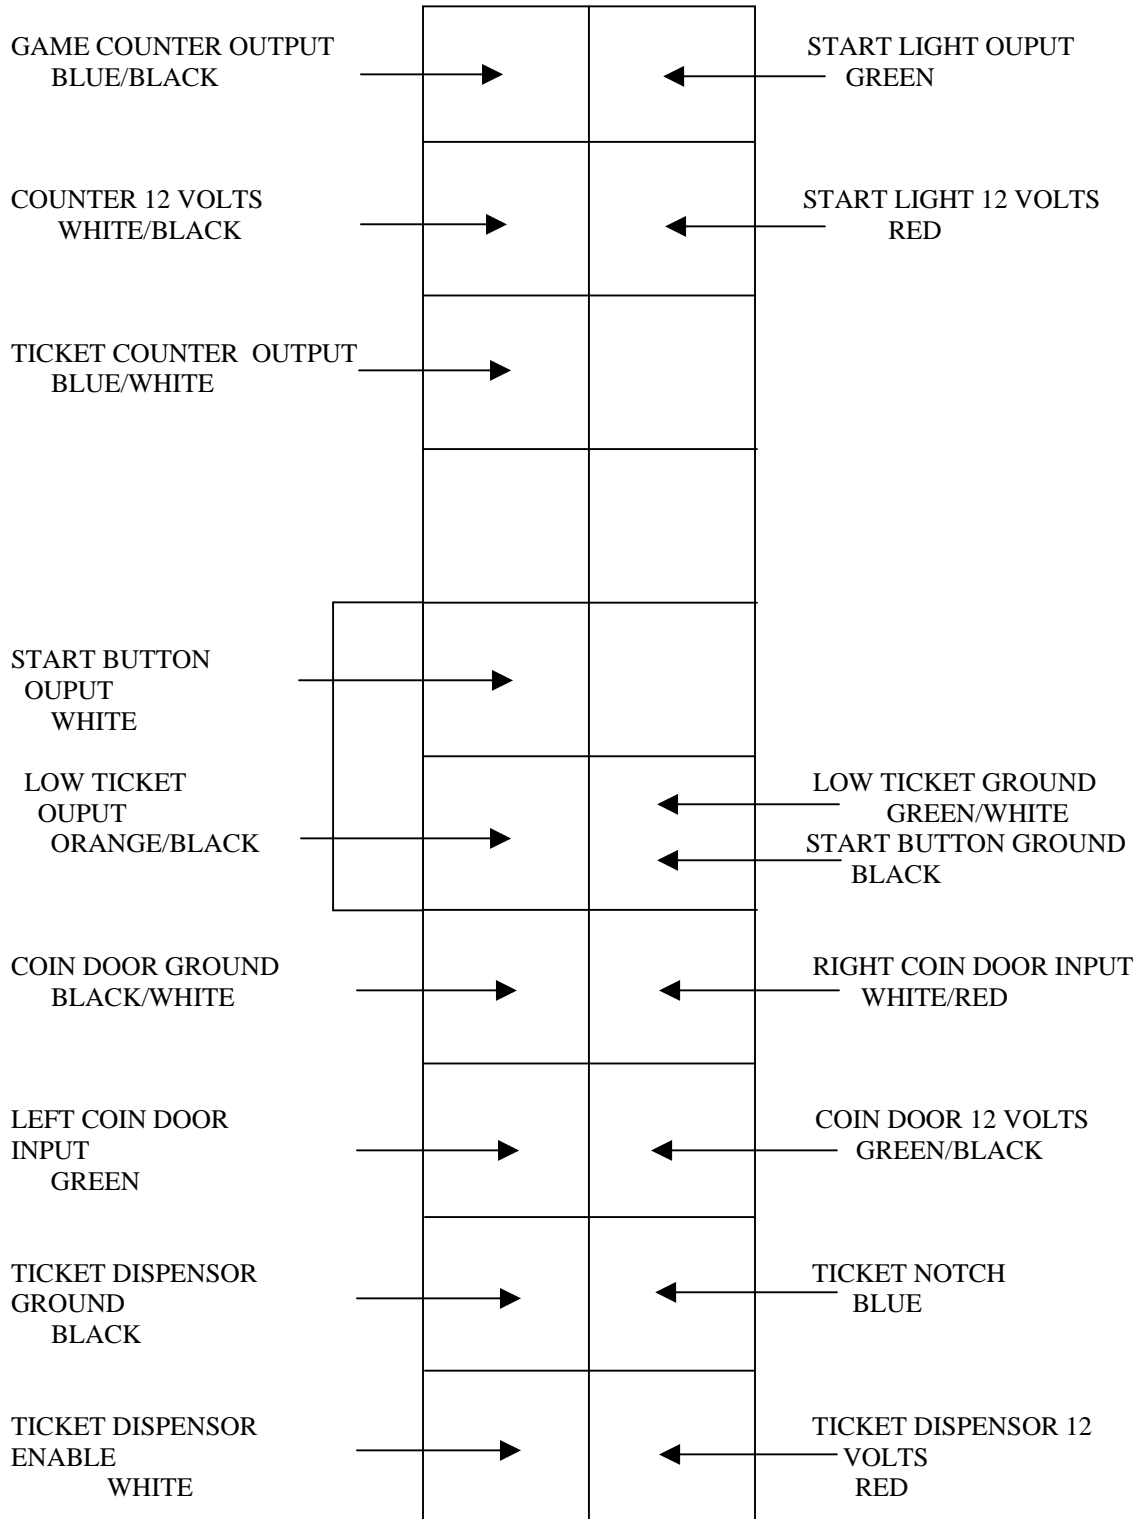 GAME COUNTER OUTPUT
BLUE/BLACK
START LIGHT OUPUT
GREEN
COUNTER 12 VOLTS
WHITE/BLACK
START LIGHT 12 VOLTS
RED
TICKET COUNTER  OUTPUT
BLUE/WHITE
START BUTTON
OUPUT
WHITE
LOW TICKET
OUPUT
ORANGE/BLACK
LOW TICKET GROUND
GREEN/WHITE
START BUTTON GROUND
BLACK
COIN DOOR GROUND
BLACK/WHITE
RIGHT COIN DOOR INPUT
WHITE/RED
LEFT COIN DOOR
INPUT
GREEN
COIN DOOR 12 VOLTS
GREEN/BLACK
TICKET DISPENSOR
GROUND
BLACK
TICKET NOTCH
BLUE
TICKET DISPENSOR
ENABLE
WHITE
TICKET DISPENSOR 12
VOLTS
RED